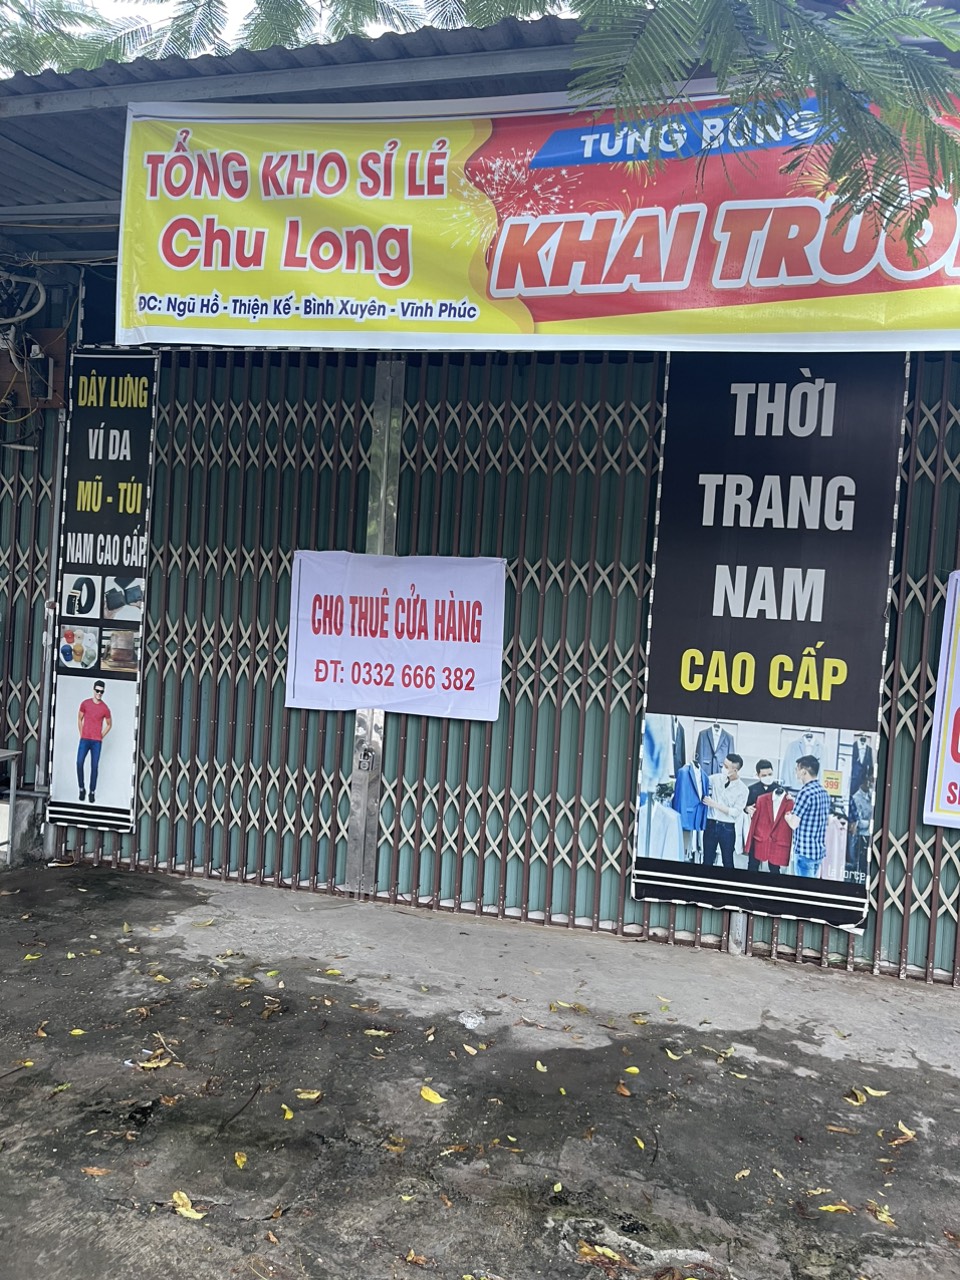 TƯNG BỪNG
TỔNG KHO SỈ LẺ
Chu Long
KHAI TRƯƠ
ĐC: Ngũ Hồ - Thiện Kế - Bình Xuyên - Vĩnh Phúc
DÂY LƯNG
VÍ DA
MŨ - TÚI
NAM CAO CẤP
CHO THUÊ CỬA HÀNG
ĐT: 0332 666 382
THỜI
TRANG
NAM
CAO CẤP
399